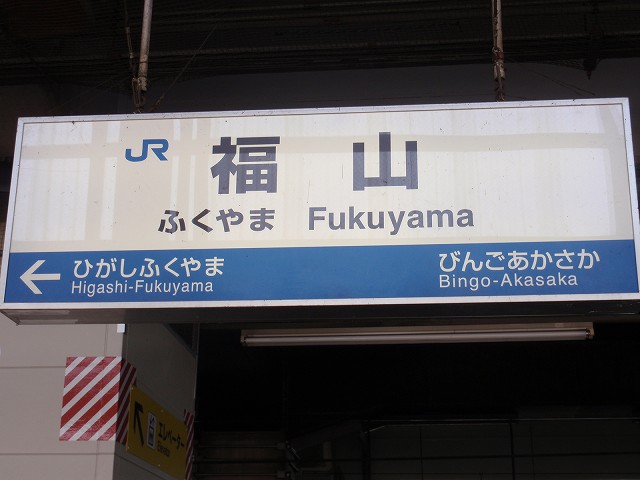 JR 福山
ふくやま Fukuyama
← ひがしふくやま びんごあかさか
Higashi-Fukuyama Bingo-Akasaka
エレベーター
Elevator